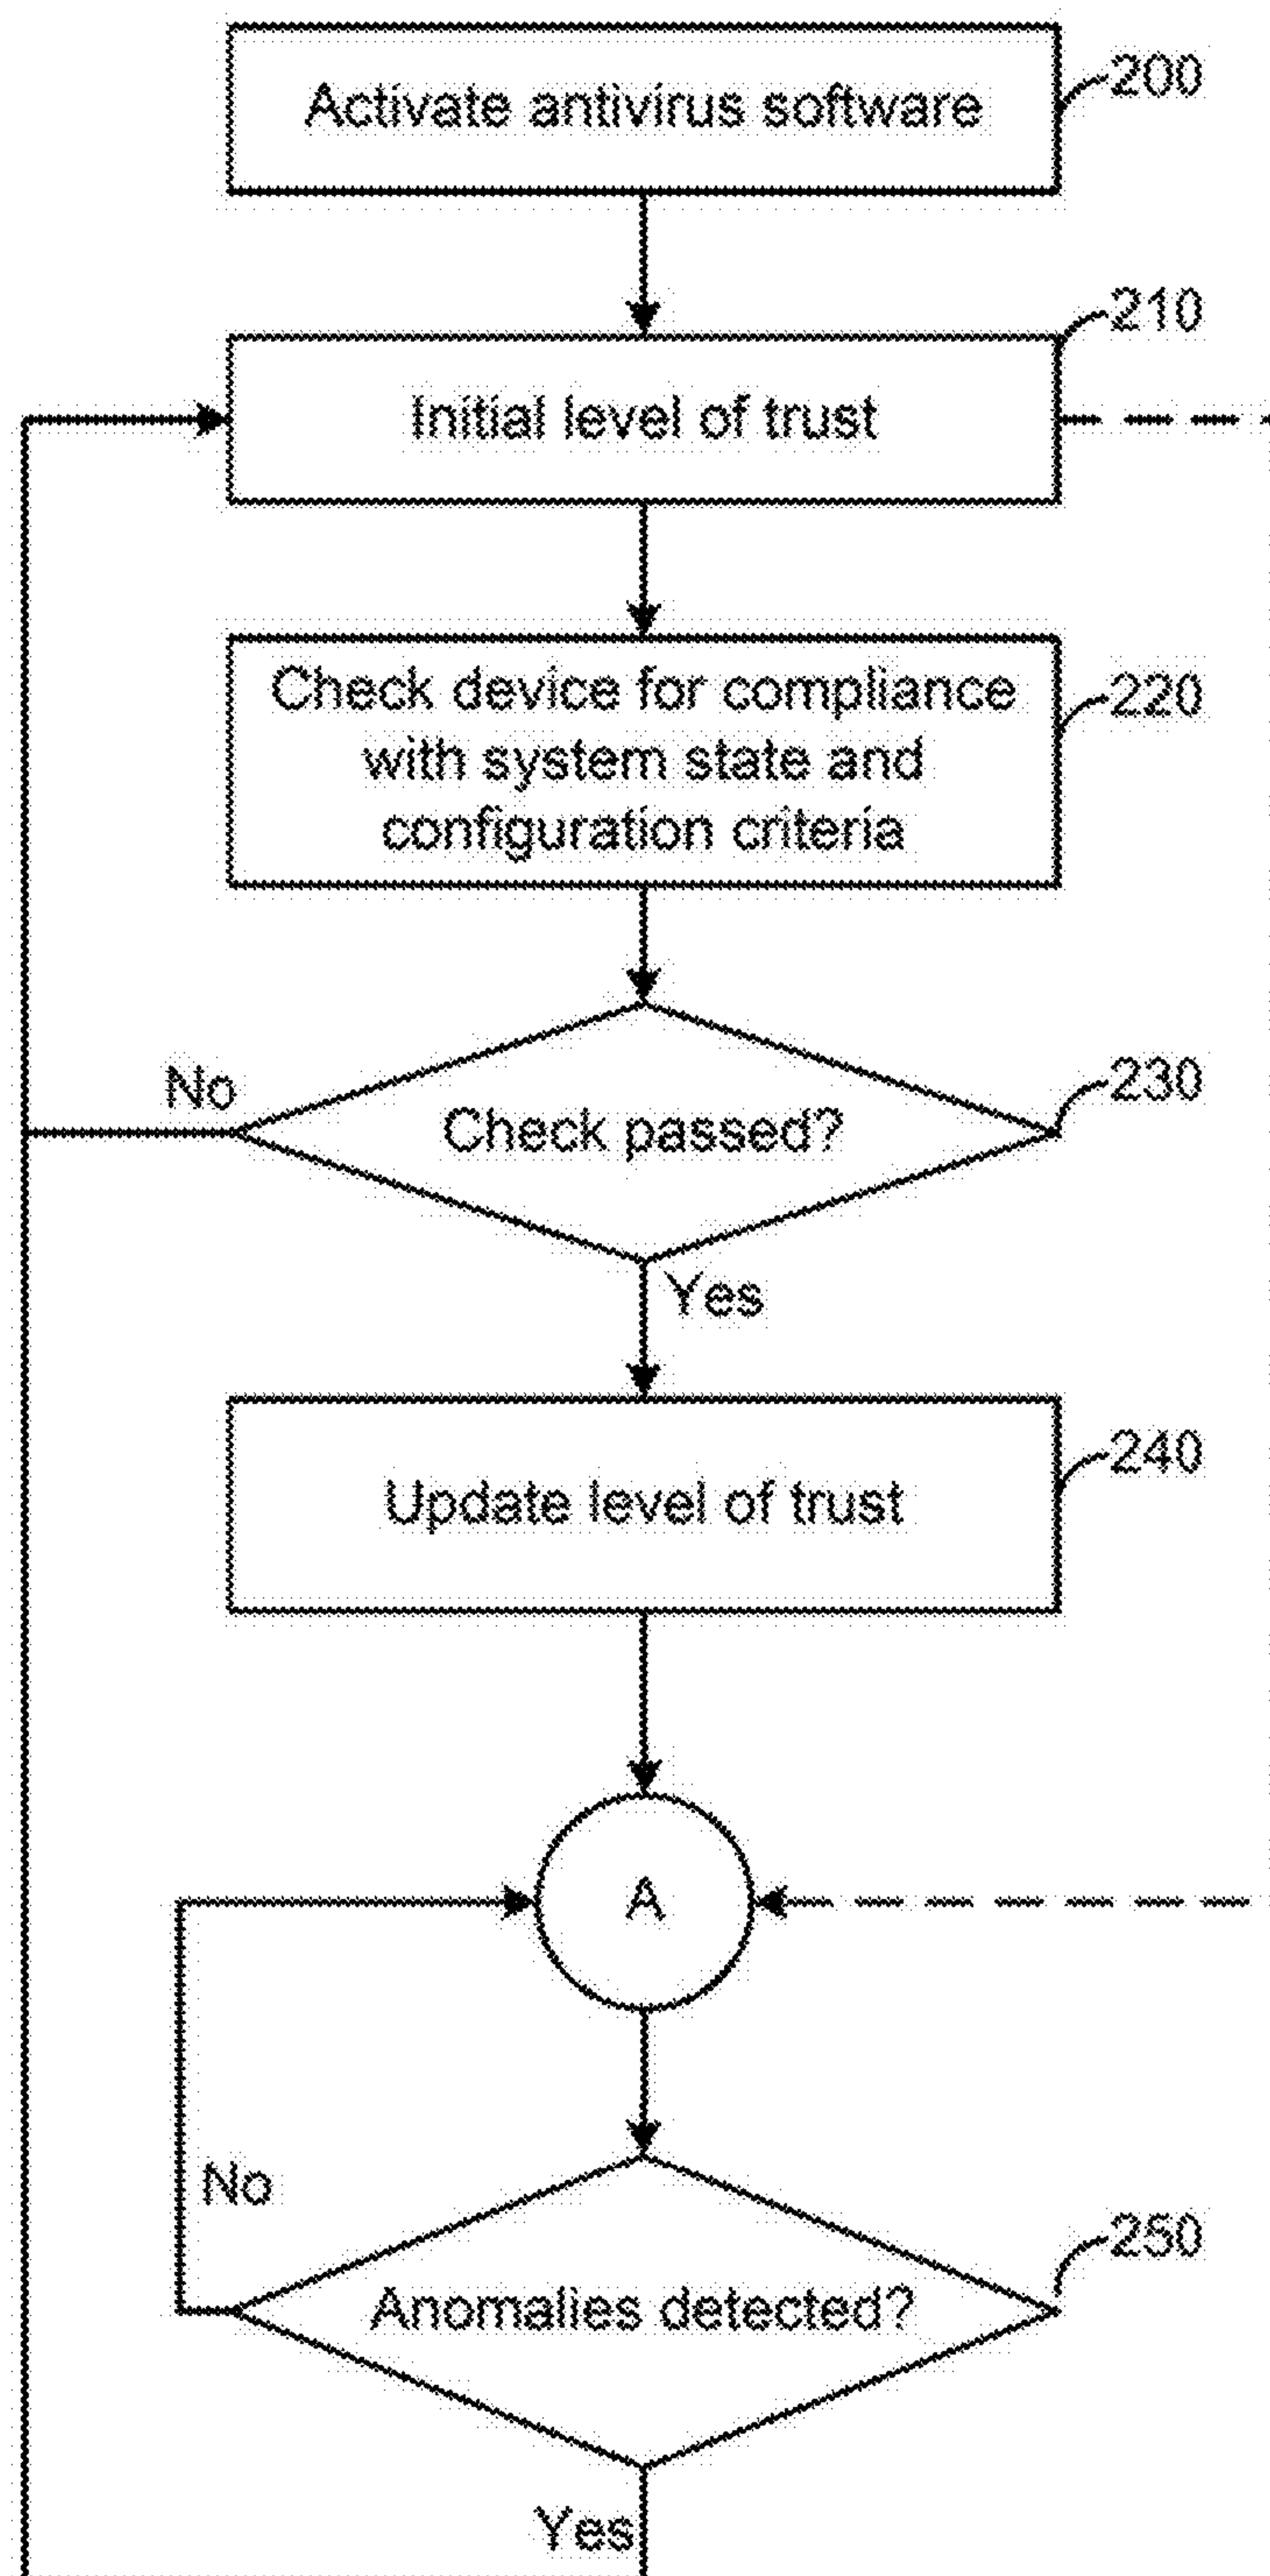 Activate antivirus software
200
210
Initial level of trust
Check device for compliance
with system state and
configuration criteria
220
No
Check passed?
230
Yes
Update level of trust
240
A
No
Anomalies detected?
250
Yes